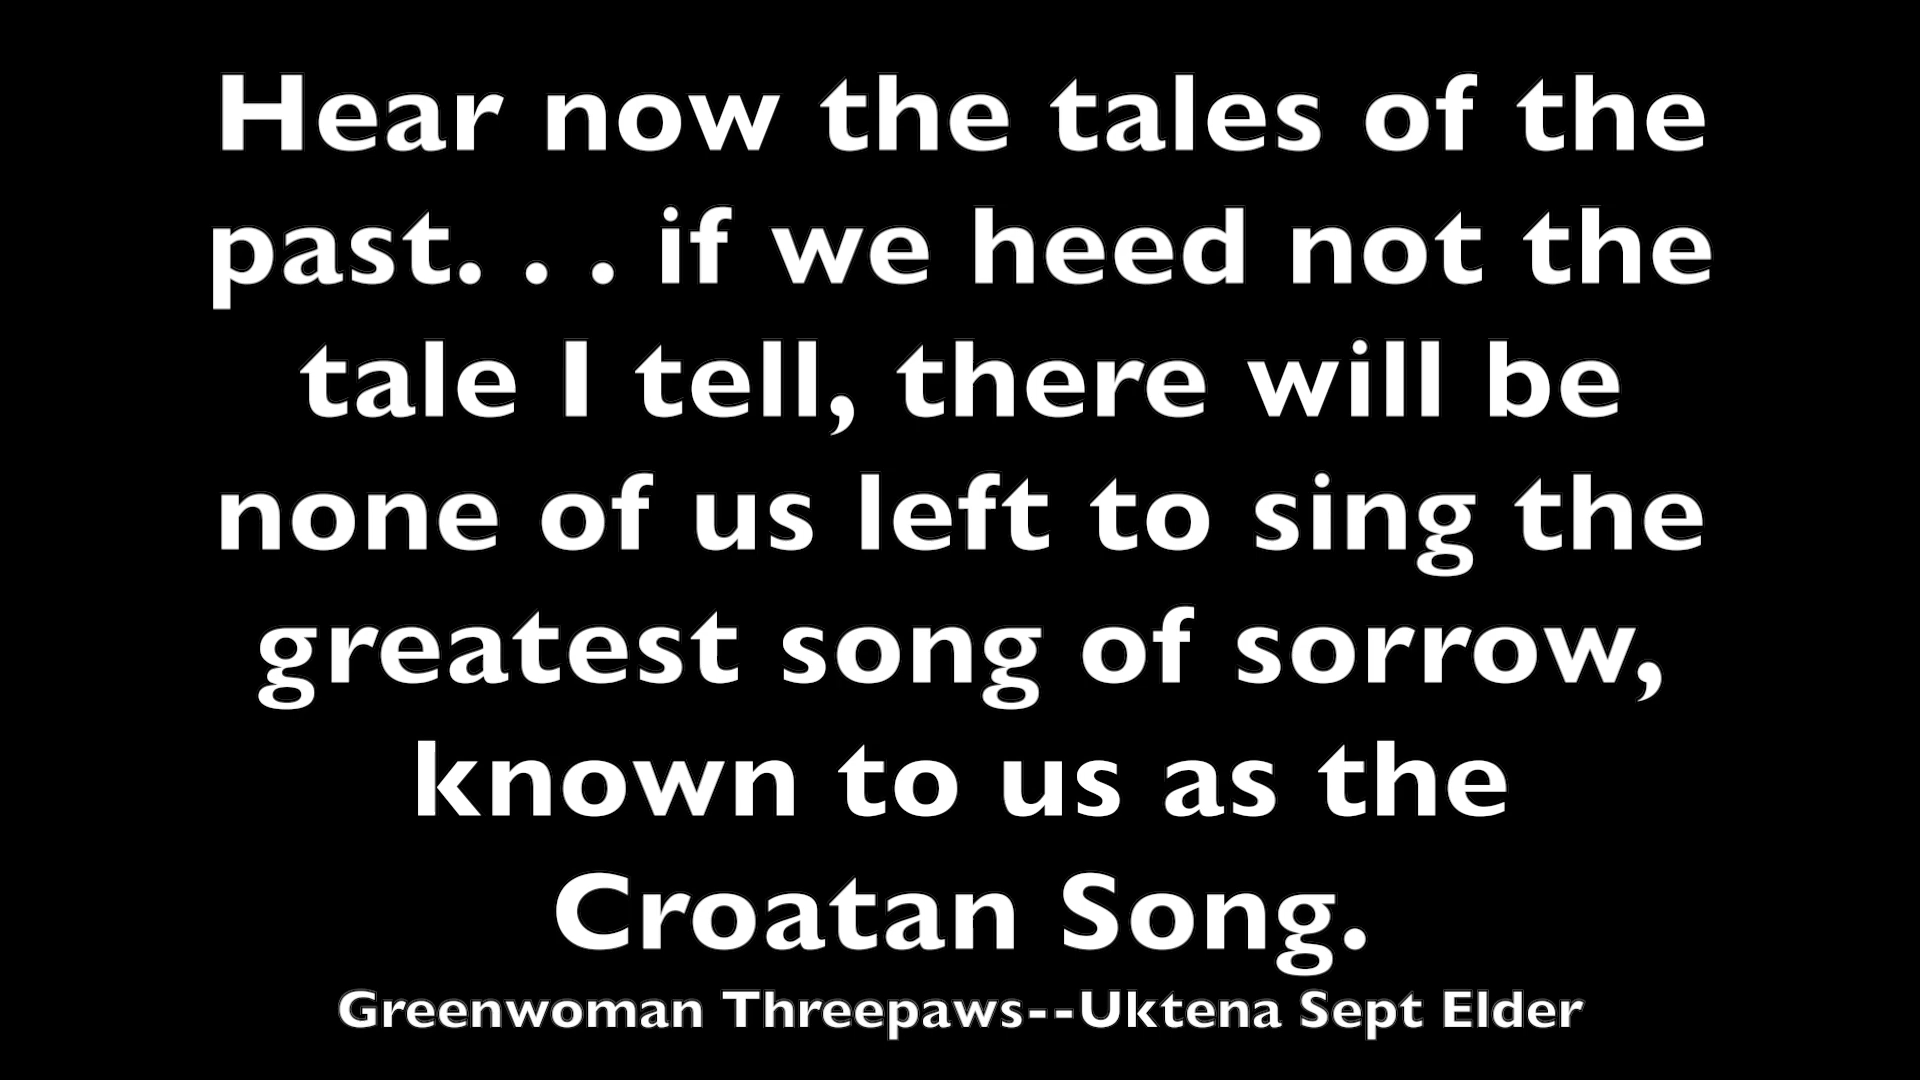 Hear now the tales of the
past. . . if we heed not the
tale I tell, there will be
none of us left to sing the
greatest song of sorrow,
known to us as the
Croatan Song.
Greenwoman Threepaws--Uktena Sept Elder